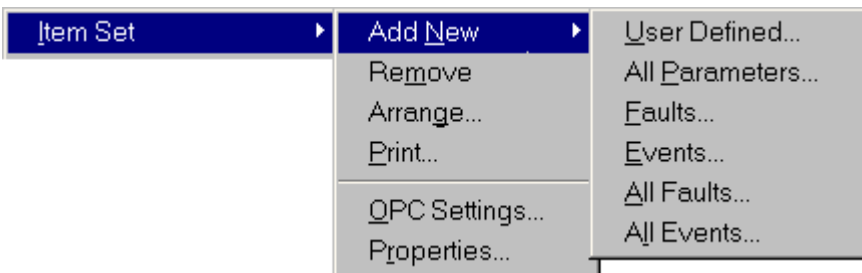 Item Set
Add New
Remove
Arrange...
Print...
OPC Settings...
Properties...
User Defined...
All Parameters...
Faults...
Events...
All Faults...
All Events...